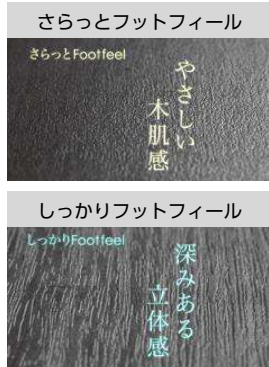 さらっとフットフィール
さらっとFootfeel
やさしい
木肌感
しっかりフットフィール
しっかりFootfeel
深みある
立体感